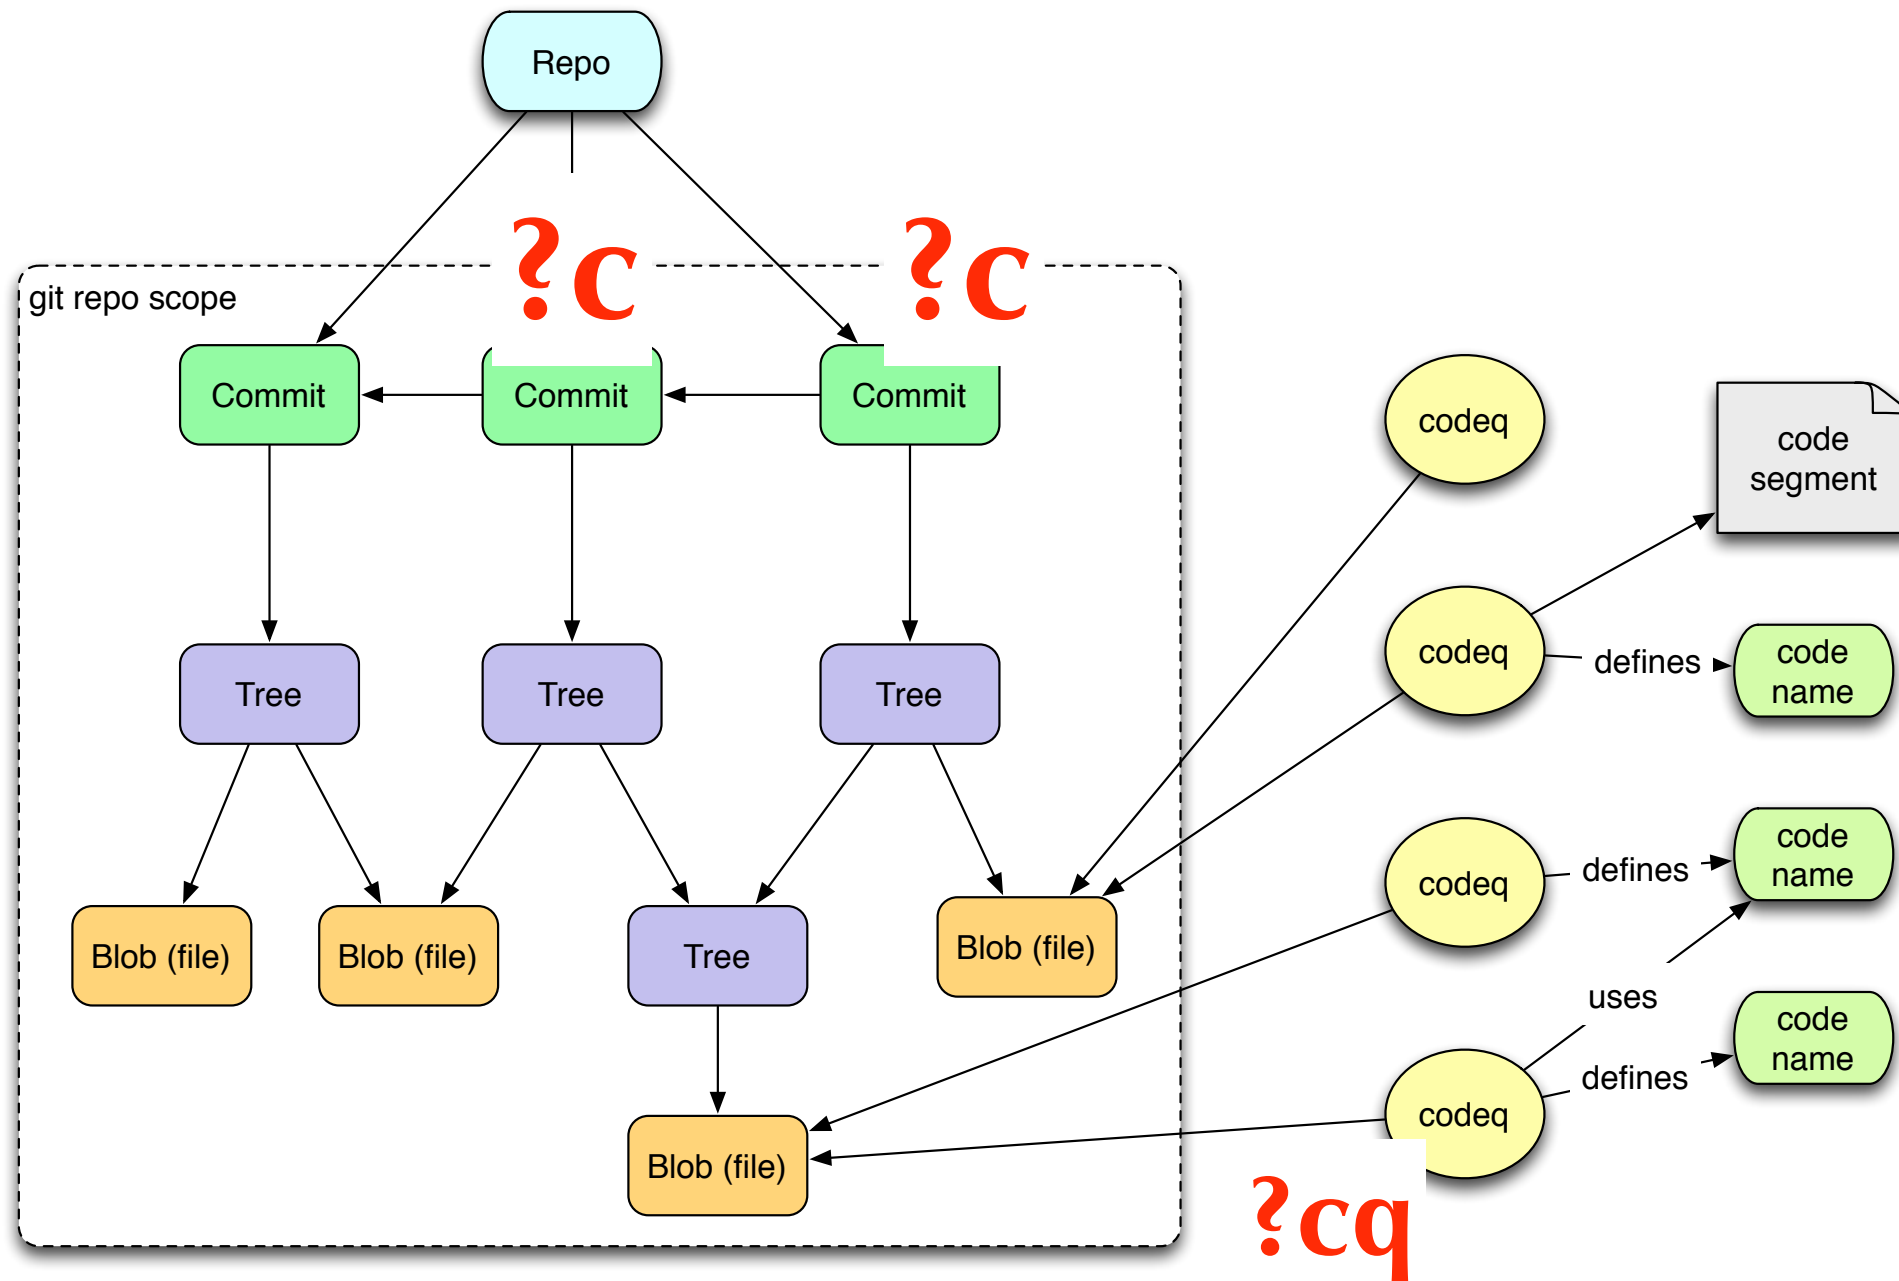 Repo
?c
?c
git repo scope
Commit
Commit
Commit
codeq
code
segment
codeq
defines
code
name
Tree
Tree
Tree
codeq
defines
code
name
Blob (file)
Blob (file)
Tree
Blob (file)
uses
code
name
defines
codeq
Blob (file)
?cq